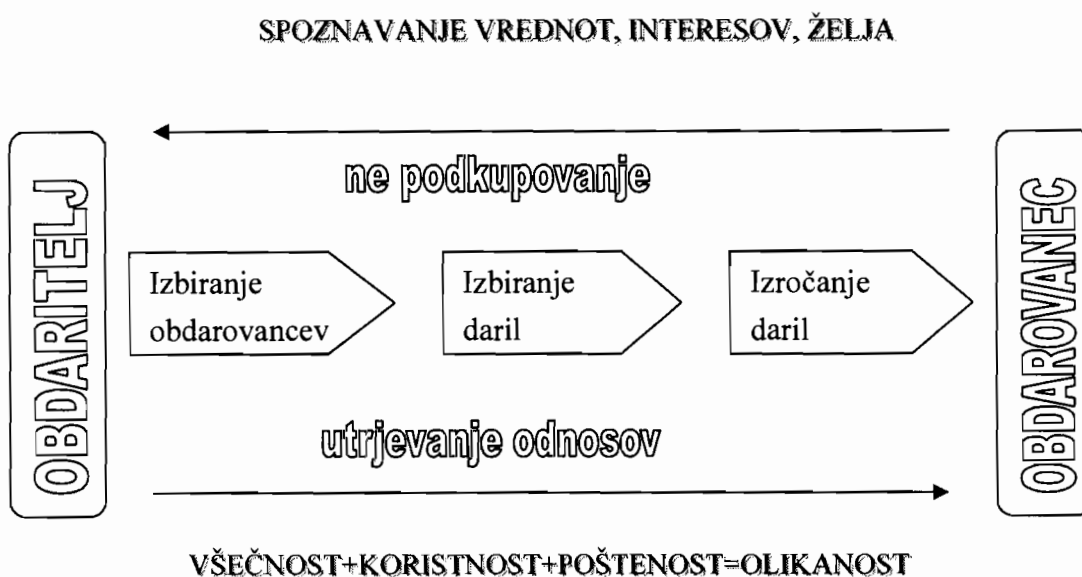 SPOZNAVANJE VREDNOT, INTERESOV, ŽELJA
OBDARITELJ
ne podkupovanje
Izbiranje
obdarovancev
Izbiranje
daril
Izročanje
daril
utrjevanje odnosov
OBDAROVANEC
VŠEČNOST+KORISTNOST+POŠTENOST=OLIKANOST